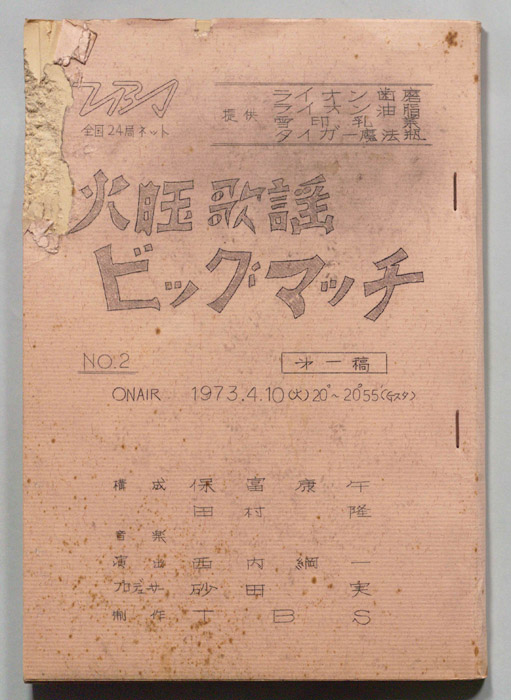 TBS
全国24局ネット
提供
ライオン歯磨
ライオン油脂
雪印乳業
タイガー魔法瓶
火曜歌謡
ビッグマッチ
NO.2
第一稿
ONAIR 1973.4.10(火)20°~20°55'(Gスタ)
構成 保富康午
田村 隆
音楽
演出 西内綱一
プロデューサー 砂田 実
制作 TBS